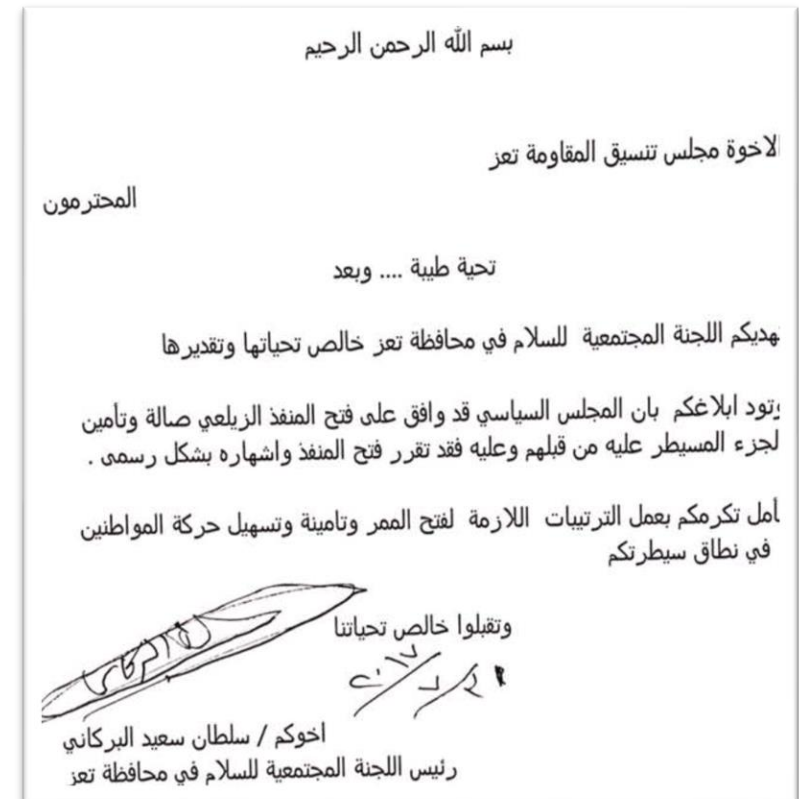 بسم الله الرحمن الرحيم
الاخوة مجلس تنسيق المقاومة تعز
المحترمون
تحية طيبة .... وبعد
تهديكم اللجنة المجتمعية للسلام في محافظة تعز خالص تحياتها وتقديرها
وتود ابلاغكم بان المجلس السياسي قد وافق على فتح المنفذ الزيلعي صالة وتأمين
لجزء المسيطر عليه من قبلهم وعليه فقد تقرر فتح المنفذ واشهاره بشكل رسمى .
نأمل تكرمكم بعمل الترتيبات اللازمة لفتح الممر وتامينة وتسهيل حركة المواطنين
في نطاق سيطرتكم
وتقبلوا خالص تحياتنا
اخوكم / سلطان سعيد البركاني
رئيس اللجنة المجتمعية للسلام في محافظة تعز